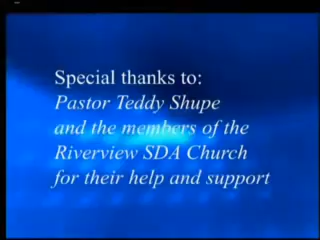 Special thanks to:
Pastor Teddy Shupe
and the members of the
Riverview SDA Church
for their help and support